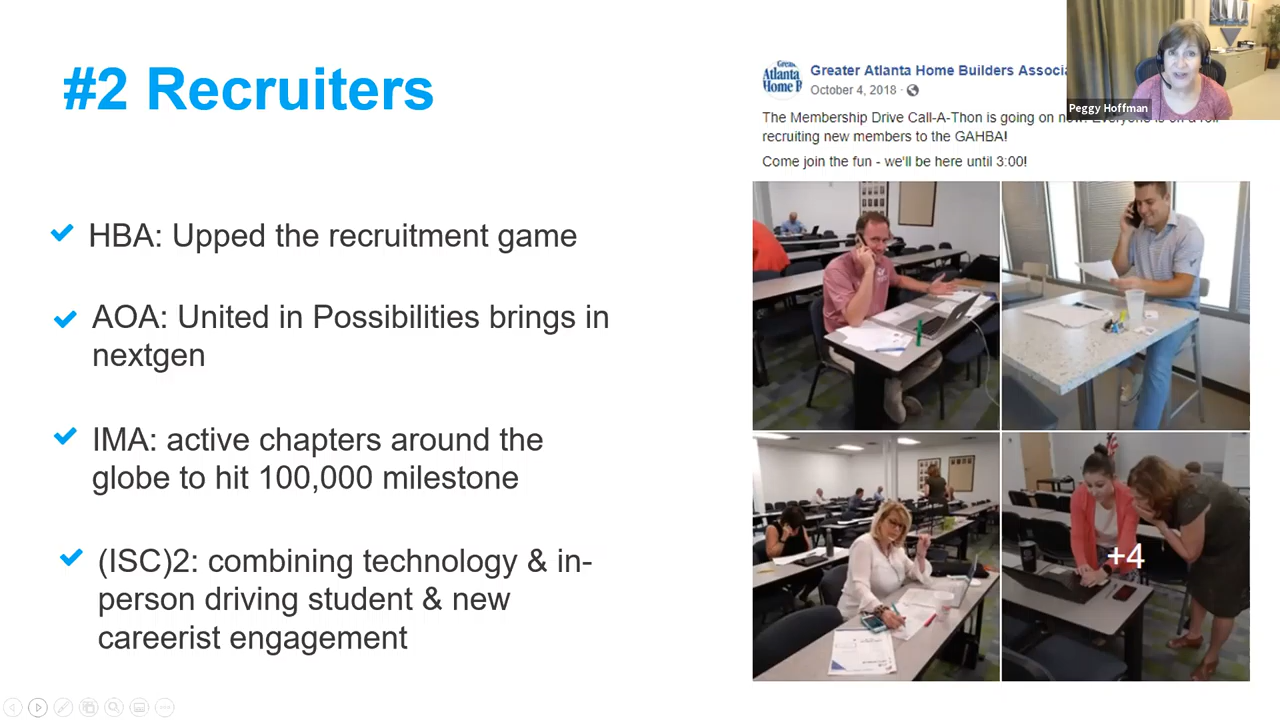 #2 Recruiters
HBA: Upped the recruitment game
AOA: United in Possibilities brings in
nextgen
IMA: active chapters around the
globe to hit 100,000 milestone
(ISC)2: combining technology & in-
person driving student & new
careerist engagement
Greater
Atlanta
Home B
Greater Atlanta Home Builders Associa
October 4, 2018 ·
The Membership Drive Call-A-Thon is going on now! Everyone is on a roll
recruiting new members to the GAHBA!
Come join the fun - we'll be here until 3:00!
+4
Peggy Hoffman